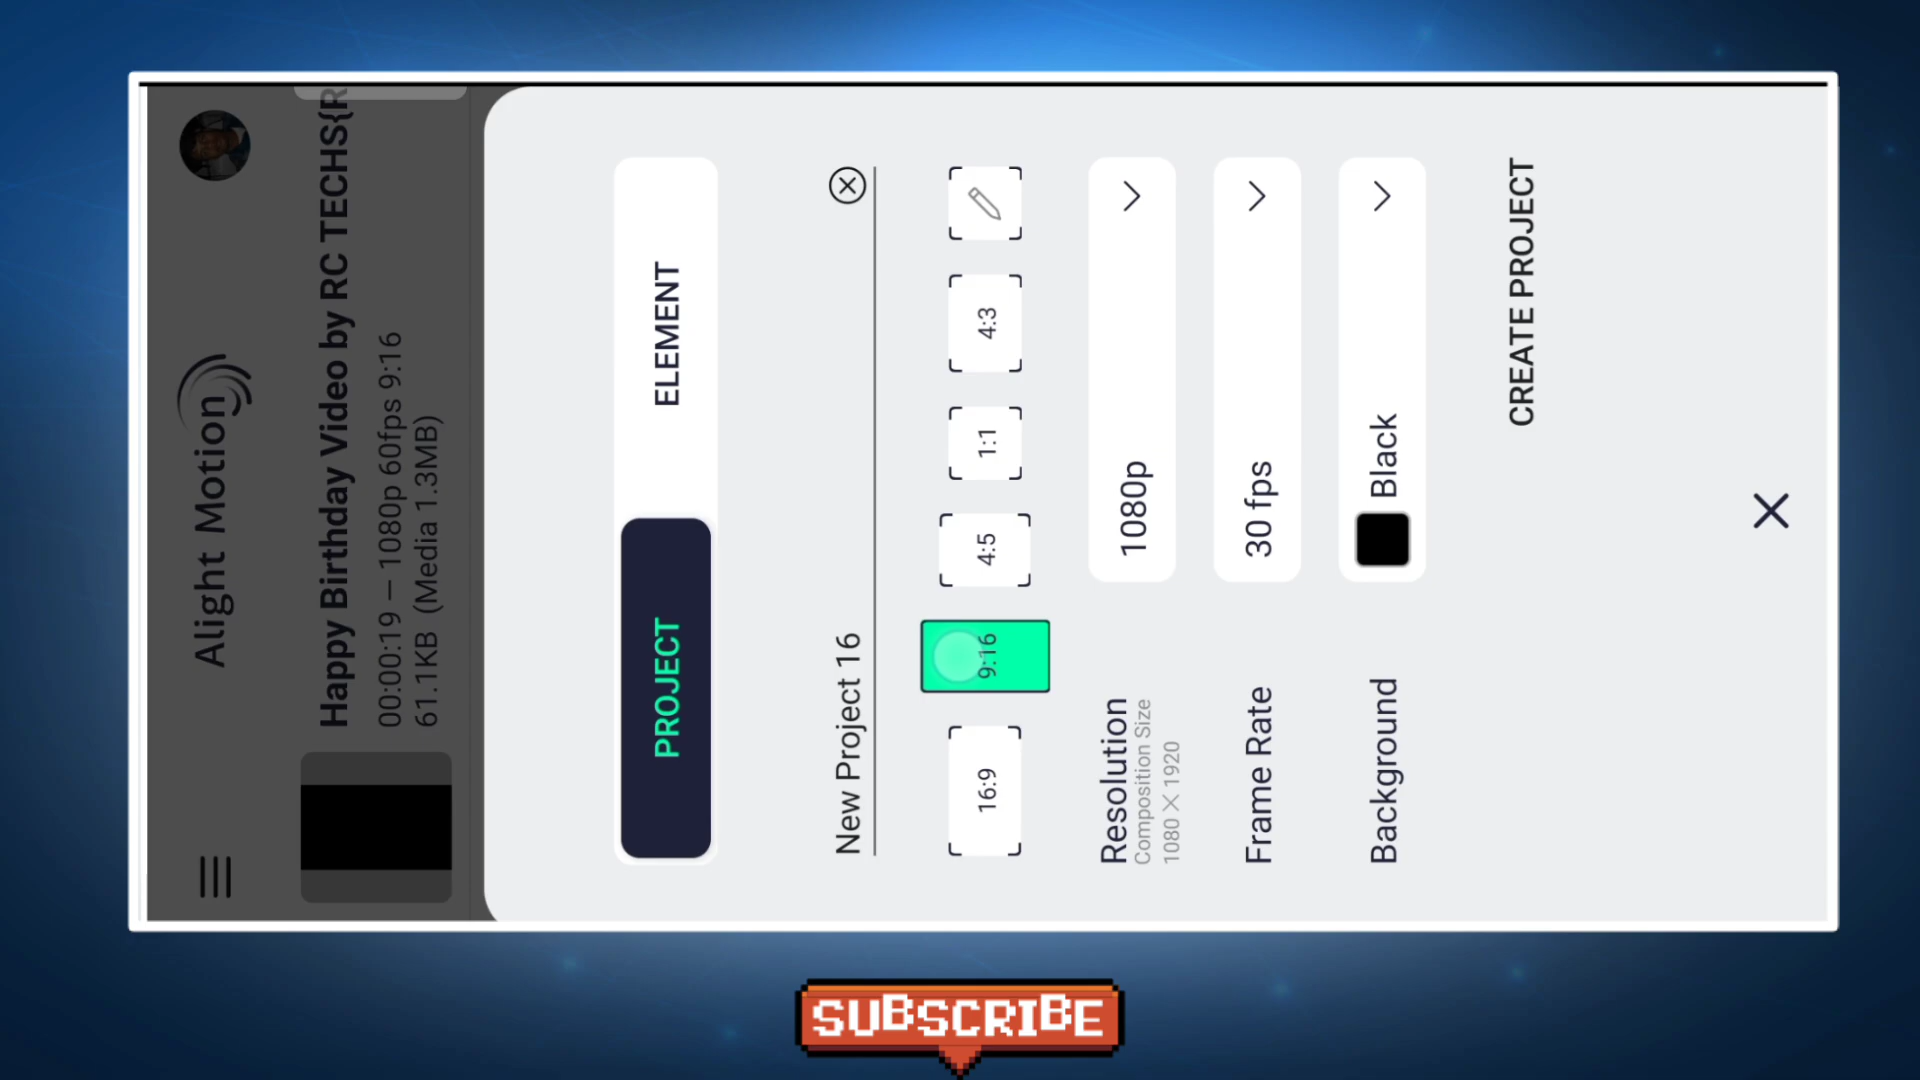 Alight Motion
Happy Birthday Video by RC TECHS{R
00:00:19 — 1080p 60fps 9:16
61.1KB (Media 1.3MB)
PROJECT
ELEMENT
New Project 16
16:9
9:16
4:5
1:1
4:3
Resolution
Composition Size
1080 X 1920
1080p
Frame Rate
30 fps
Background
Black
CREATE PROJECT
SUBSCRIBE